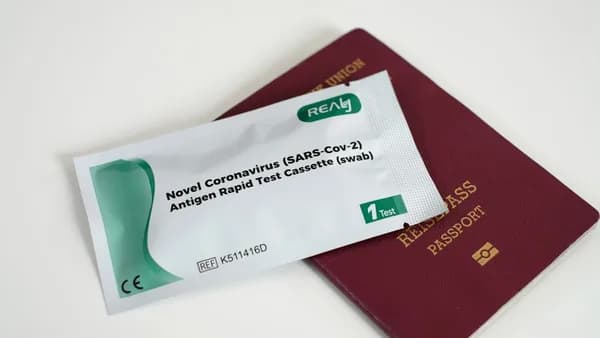 UNION
REALY
Novel Coronavirus (SARS-Cov-2)
Antigen Rapid Test Cassette (swab)
1 Test
REISEPASS
PASSPORT
REF K511416D
CE